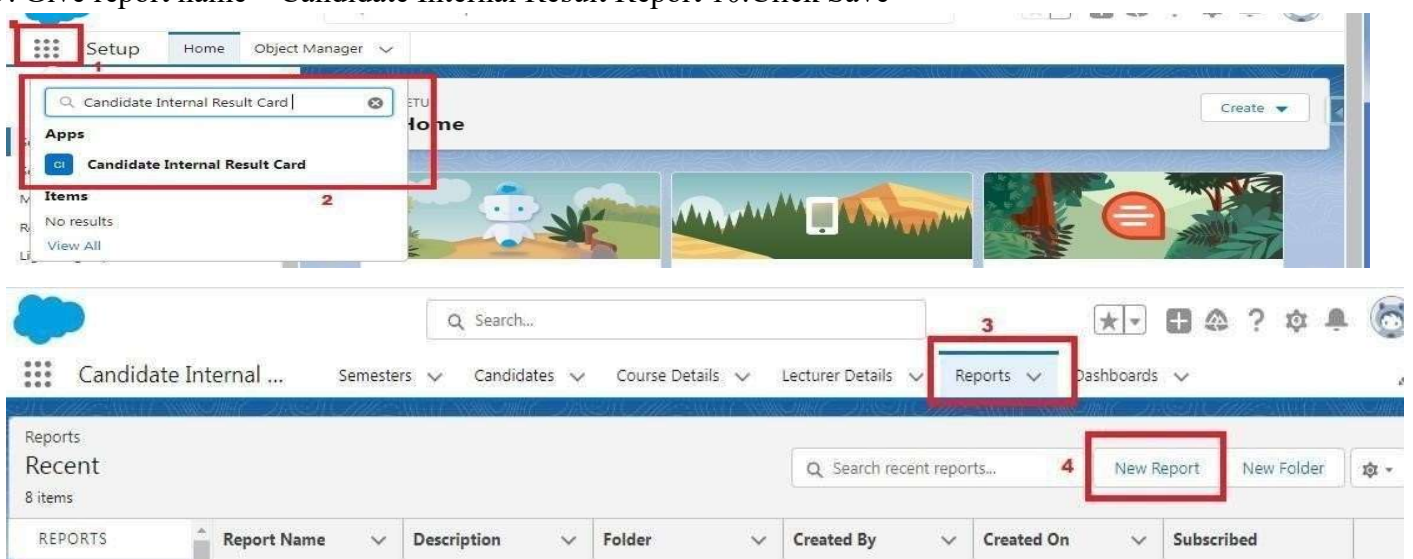 Give report name – Candidate Internal Result Report 10.Click Save
Setup Home Object Manager
1
Candidate Internal Result Card
Apps
CI Candidate Internal Result Card
Items
2
No results
View All
Home
Create
Search...
3
Candidate Internal ... Semesters Candidates Course Details Lecturer Details Reports Dashboards
Reports
Recent
8 items
Search recent reports...
4
New Report New Folder
REPORTS Report Name Description Folder Created By Created On Subscribed